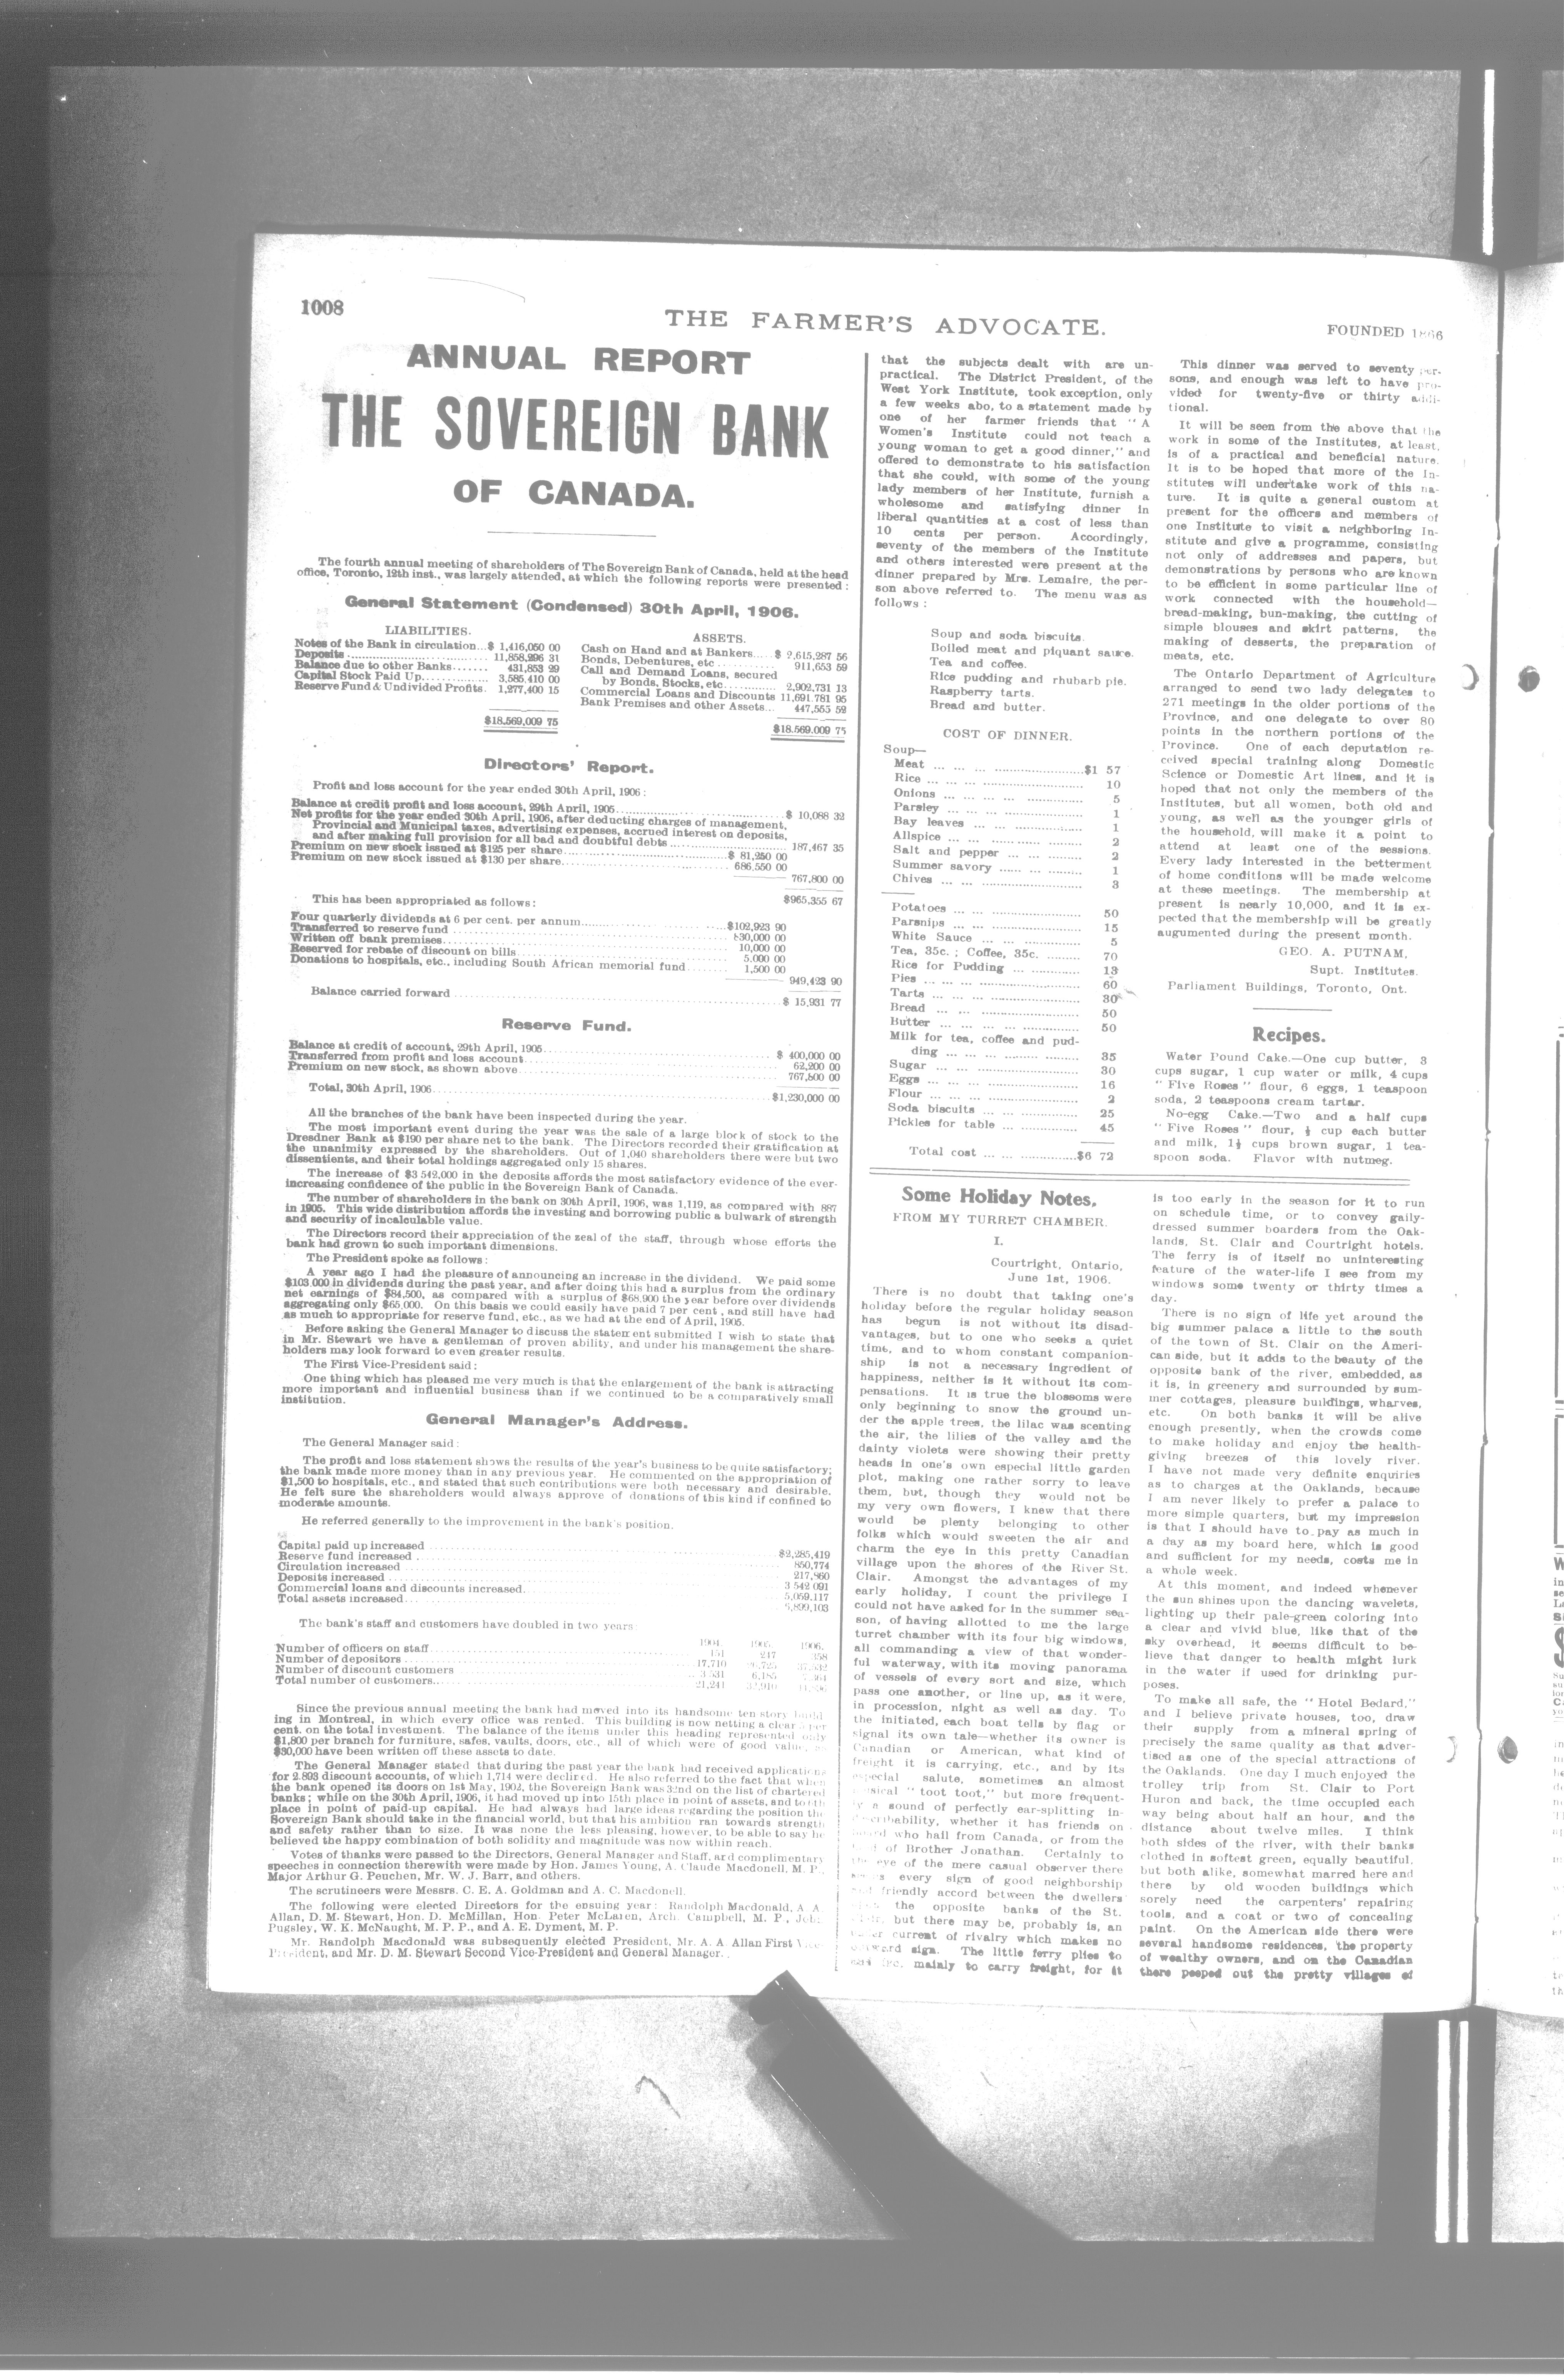 1008
THE FARMER'S ADVOCATE.
FOUNDED 1866
ANNUAL REPORT
THE SOVEREIGN BANK
OF CANADA.
The fourth annual meeting of shareholders of The Sovereign Bank of Canada, held at the head
office, Toronto, 12th inst., was largely attended, at which the following reports were presented:
General Statement (Condensed) 30th April, 1906.
LIABILITIES.
Notes of the Bank in circulation...$ 1,416,050 00
Deposits ........ 11,858,296 31
Balance due to other Banks....... 431,853 29
Capital Stock Paid Up............ 3,585,410 00
Reserve Fund & Undivided Profits. 1,277,400 15
$18,569,009 75
ASSETS.
Cash on Hand and at Bankers.....$ 2,615,287 56
Bonds, Debentures, etc .......... 911,653 59
Call and Demand Loans, secured
by Bonds, Stocks, etc............ 2,902,731 13
Commercial Loans and Discounts 11,691,781 95
Bank Premises and other Assets... 447,555 52
$18,569,009 75
Directors' Report.
Profit and loss account for the year ended 30th April, 1906:
Balance at credit profit and loss account, 29th April, 1905.......$ 10,088 32
Net profits for the year ended 30th April, 1906, after deducting charges of management,
Provincial and Municipal taxes, advertising expenses, accrued interest on deposits,
and after making full provision for all bad and doubtful debts ....... 187,467 35
Premium on new stock issued at $125 per share.......$ 81,250 00
Premium on new stock issued at $130 per share....... 686,550 00
767,800 00
$965,355 67
This has been appropriated as follows:
Four quarterly dividends at 6 per cent. per annum.......$102,923 90
Transferred to reserve fund ....... 830,000 00
Written off bank premises....... 10,000 00
Reserved for rebate of discount on bills....... 5,000 00
Donations to hospitals, etc., including South African memorial fund....... 1,500 00
949,423 90
Balance carried forward .......$ 15,931 77
Reserve Fund.
Balance at credit of account, 29th April, 1905.......$ 400,000 00
Transferred from profit and loss account....... 62,200 00
Premium on new stock, as shown above....... 767,800 00
Total, 30th April, 1906.......$1,230,000 00
All the branches of the bank have been inspected during the year.
The most important event during the year was the sale of a large block of stock to the
Dresdner Bank at $190 per share net to the bank. The Directors recorded their gratification at
the unanimity expressed by the shareholders. Out of 1,040 shareholders there were but two
dissentients, and their total holdings aggregated only 15 shares.
The increase of $3 542,000 in the deposits affords the most satisfactory evidence of the ever-
increasing confidence of the public in the Sovereign Bank of Canada.
The number of shareholders in the bank on 30th April, 1906, was 1,119, as compared with 887
in 1905. This wide distribution affords the investing and borrowing public a bulwark of strength
and security of incalculable value.
The Directors record their appreciation of the zeal of the staff, through whose efforts the
bank had grown to such important dimensions.
The President spoke as follows:
A year ago I had the pleasure of announcing an increase in the dividend. We paid some
$103,000 in dividends during the past year, and after doing this had a surplus from the ordinary
net earnings of $84,500, as compared with a surplus of $68,900 the year before over dividends
aggregating only $65,000. On this basis we could easily have paid 7 per cent, and still have had
as much to appropriate for reserve fund, etc., as we had at the end of April, 1905.
Before asking the General Manager to discuss the statement submitted I wish to state that
in Mr. Stewart we have a gentleman of proven ability, and under his management the share-
holders may look forward to even greater results.
The First Vice-President said:
One thing which has pleased me very much is that the enlargement of the bank is attracting
more important and influential business than if we continued to be a comparatively small
institution.
General Manager's Address.
The General Manager said:
The profit and loss statement shows the results of the year's business to be quite satisfactory;
the bank made more money than in any previous year. He commented on the appropriation of
$1,500 to hospitals, etc., and stated that such contributions were both necessary and desirable.
He felt sure the shareholders would always approve of donations of this kind if confined to
moderate amounts.
He referred generally to the improvement in the bank's position.
Capital paid up increased .......$2,285,419
Reserve fund increased ....... 850,774
Circulation increased ....... 217,860
Deposits increased ....... 3 542 091
Commercial loans and discounts increased....... 5,059,117
Total assets increased....... 5,899,103
The bank's staff and customers have doubled in two years:
1904. 1905. 1906.
Number of officers on staff....... 151 247 358
Number of depositors ....... 17,710
Number of discount customers ....... 3 531 6,185
Total number of customers....... 21,241 32,910
Since the previous annual meeting the bank had moved into its handsome ten story build
ing in Montreal, in which every office was rented. This building is now netting a clear per
cent. on the total investment. The balance of the items under this heading represented only
$1,800 per branch for furniture, safes, vaults, doors, etc., all of which were of good value,
$30,000 have been written off these assets to date.
The General Manager stated that during the past year the bank had received applications
for 2,893 discount accounts, of which 1,714 were declined. He also referred to the fact that when
the bank opened its doors on 1st May, 1902, the Sovereign Bank was 32nd on the list of chartered
banks; while on the 30th April, 1906, it had moved up into 15th place in point of assets, and to
place in point of paid-up capital. He had always had large ideas regarding the position the
Sovereign Bank should take in the financial world, but that his ambition ran towards strength
and safety rather than to size. It was none the less pleasing, however, to be able to say he
believed the happy combination of both solidity and magnitude was now within reach.
Votes of thanks were passed to the Directors, General Manager and Staff, and complimentary
speeches in connection therewith were made by Hon. James Young, A. Claude Macdonell, M. P.,
Major Arthur G. Peuchen, Mr. W. J. Barr, and others.
The scrutineers were Messrs. C. E. A. Goldman and A. C. Macdonell.
The following were elected Directors for the ensuing year: Randolph Macdonald, A. A.
Allan, D. M. Stewart, Hon. D. McMillan, Hon. Peter McLaren, Arch. Campbell, M. P., John
Pugsley, W. K. McNaught, M. P. P., and A. E. Dyment, M. P.
Mr. Randolph Macdonald was subsequently elected President, Mr. A. A. Allan First Vice
President, and Mr. D. M. Stewart Second Vice-President and General Manager.
that the subjects dealt with are un-
practical. The District President, of the
West York Institute, took exception, only
a few weeks abo, to a statement made by
one of her farmer friends that "A
Women's Institute could not teach a
young woman to get a good dinner," and
offered to demonstrate to his satisfaction
that she could, with some of the young
lady members of her Institute, furnish a
wholesome and satisfying dinner in
liberal quantities at a cost of less than
10 cents per person. Accordingly,
seventy of the members of the Institute
and others interested were present at the
dinner prepared by Mrs. Lemaire, the per-
son above referred to. The menu was as
follows:
Soup and soda biscuits.
Boiled meat and piquant sauce.
Tea and coffee.
Rice pudding and rhubarb pie.
Raspberry tarts.
Bread and butter.
COST OF DINNER.
Soup—
Meat ... ... ... .......$1 57
Rice ... ... ... ....... 10
Onions ... ... ... ....... 5
Parsley ... ... ....... 1
Bay leaves ... ....... 1
Allspice ... ... ....... 2
Salt and pepper ... ....... 2
Summer savory ...... ... ....... 1
Chives ... ... ....... 3
Potatoes ... ... ....... 50
Parsnips ... ... ....... 15
White Sauce ... ... ....... 5
Tea, 35c.; Coffee, 35c. ....... 70
Rice for Pudding ... ....... 13
Pies ... ... ... ....... 60
Tarts ... ... ... ....... 30
Bread ... ... ... ....... 50
Butter ... ... ... ....... 50
Milk for tea, coffee and pud-
ding ... ... ... ....... 35
Sugar ... ... ... ....... 30
Eggs ... ... ... ....... 16
Flour ... ... ... ....... 2
Soda biscuits ... ... ....... 25
Pickles for table ... ....... 45
Total cost ... ... .......$6 72
This dinner was served to seventy per-
sons, and enough was left to have pro-
vided for twenty-five or thirty addi-
tional.
It will be seen from the above that the
work in some of the Institutes, at least,
is of a practical and beneficial nature.
It is to be hoped that more of the In-
stitutes will undertake work of this na-
ture. It is quite a general custom at
present for the officers and members of
one Institute to visit a neighboring In-
stitute and give a programme, consisting
not only of addresses and papers, but
demonstrations by persons who are known
to be efficient in some particular line of
work connected with the household—
bread-making, bun-making, the cutting of
simple blouses and skirt patterns, the
making of desserts, the preparation of
meats, etc.
The Ontario Department of Agriculture
arranged to send two lady delegates to
271 meetings in the older portions of the
Province, and one delegate to over 80
points in the northern portions of the
Province. One of each deputation re-
ceived special training along Domestic
Science or Domestic Art lines, and it is
hoped that not only the members of the
Institutes, but all women, both old and
young, as well as the younger girls of
the household, will make it a point to
attend at least one of the sessions.
Every lady interested in the betterment
of home conditions will be made welcome
at these meetings. The membership at
present is nearly 10,000, and it is ex-
pected that the membership will be greatly
augumented during the present month.
GEO. A. PUTNAM,
Supt. Institutes.
Parliament Buildings, Toronto, Ont.
Recipes.
Water Pound Cake.—One cup butter, 3
cups sugar, 1 cup water or milk, 4 cups
"Five Roses" flour, 6 eggs, 1 teaspoon
soda, 2 teaspoons cream tartar.
No-egg Cake.—Two and a half cups
"Five Roses" flour, ½ cup each butter
and milk, 1½ cups brown sugar, 1 tea-
spoon soda. Flavor with nutmeg.
Some Holiday Notes.
FROM MY TURRET CHAMBER.
I.
Courtright, Ontario,
June 1st, 1906.
There is no doubt that taking one's
holiday before the regular holiday season
has begun is not without its disad-
vantages, but to one who seeks a quiet
time, and to whom constant companion-
ship is not a necessary ingredient of
happiness, neither is it without its com-
pensations. It is true the blossoms were
only beginning to snow the ground un-
der the apple trees, the lilac was scenting
the air, the lilies of the valley and the
dainty violets were showing their pretty
heads in one's own especial little garden
plot, making one rather sorry to leave
them, but, though they would not be
my very own flowers, I knew that there
would be plenty belonging to other
folks which would sweeten the air and
charm the eye in this pretty Canadian
village upon the shores of the River St.
Clair. Amongst the advantages of my
early holiday, I count the privilege I
could not have asked for in the summer sea-
son, of having allotted to me the large
turret chamber with its four big windows,
all commanding a view of that wonder-
ful waterway, with its moving panorama
of vessels of every sort and size, which
pass one another, or line up, as it were,
in procession, night as well as day. To
the initiated, each boat tells by flag or
signal its own tale—whether its owner is
Canadian or American, what kind of
freight it is carrying, etc., and by its
especial salute, sometimes an almost
musical "toot toot," but more frequent-
ly a sound of perfectly ear-splitting in-
describability, whether it has friends on
board who hail from Canada, or from the
of Brother Jonathan. Certainly to
the eye of the mere casual observer there
seems every sign of good neighborship
and friendly accord between the dwellers
the opposite banks of the St.
Clair, but there may be, probably is, an
under current of rivalry which makes no
outward sign. The little ferry plies to
and fro, mainly to carry freight, for it
is too early in the season for it to run
on schedule time, or to convey gaily-
dressed summer boarders from the Oak-
lands, St. Clair and Courtright hotels.
The ferry is of itself no uninteresting
feature of the water-life I see from my
windows some twenty or thirty times a
day.
There is no sign of life yet around the
big summer palace a little to the south
of the town of St. Clair on the Ameri-
can side, but it adds to the beauty of the
opposite bank of the river, embedded, as
it is, in greenery and surrounded by sum-
mer cottages, pleasure buildings, wharves,
etc. On both banks it will be alive
enough presently, when the crowds come
to make holiday and enjoy the health-
giving breezes of this lovely river.
I have not made very definite enquiries
as to charges at the Oaklands, because
I am never likely to prefer a palace to
more simple quarters, but my impression
is that I should have to pay as much in
a day as my board here, which is good
and sufficient for my needs, costs me in
a whole week.
At this moment, and indeed whenever
the sun shines upon the dancing wavelets,
lighting up their pale-green coloring into
a clear and vivid blue, like that of the
sky overhead, it seems difficult to be-
lieve that danger to health might lurk
in the water if used for drinking pur-
poses.
To make all safe, the "Hotel Bedard,"
and I believe private houses, too, draw
their supply from a mineral spring of
precisely the same quality as that adver-
tised as one of the special attractions of
the Oaklands. One day I much enjoyed the
trolley trip from St. Clair to Port
Huron and back, the time occupied each
way being about half an hour, and the
distance about twelve miles. I think
both sides of the river, with their banks
clothed in softest green, equally beautiful,
but both alike, somewhat marred here and
there by old wooden buildings which
sorely need the carpenters' repairing
tools, and a coat or two of concealing
paint. On the American side there were
several handsome residences, the property
of wealthy owners, and on the Canadian
there peeped out the pretty villages of